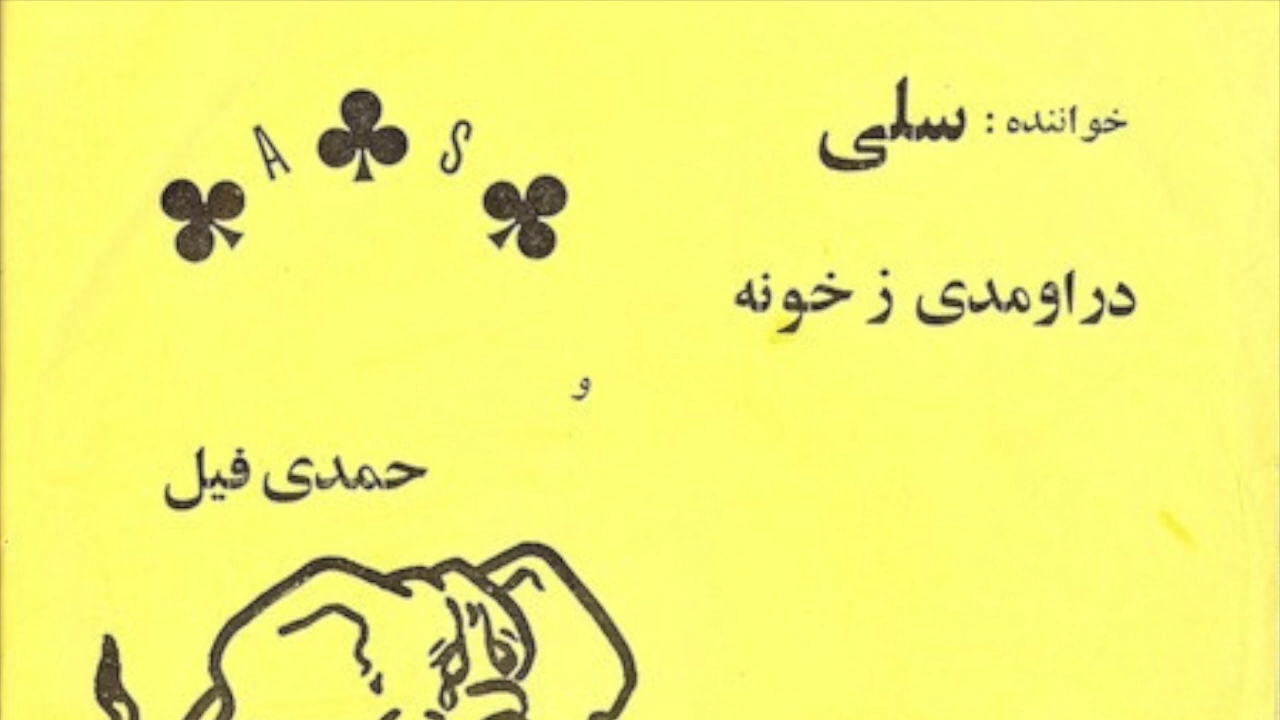 خواننده : سلی
A S
دراومدی ز خونه
و
حمدی فیل